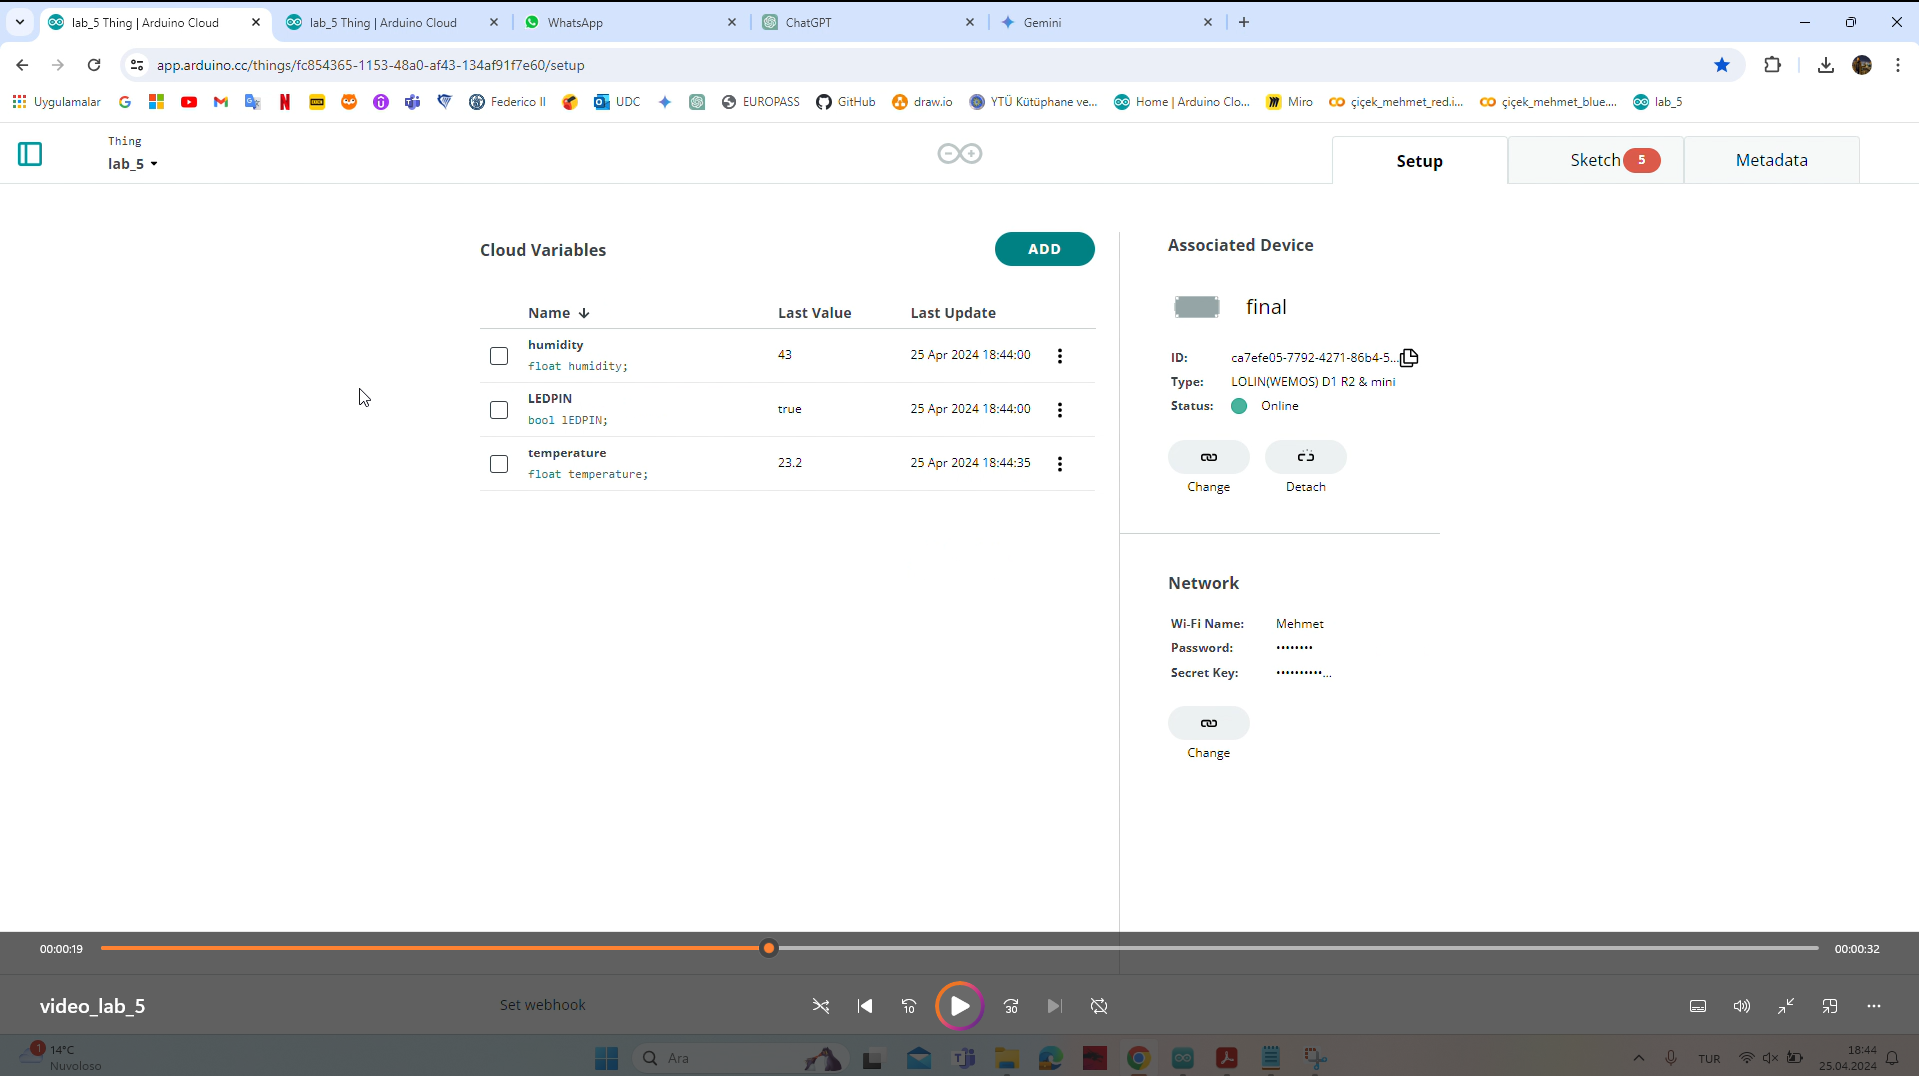 lab_5 Thing | Arduino Cloud
lab_5 Thing | Arduino Cloud
WhatsApp
ChatGPT
Gemini
app.arduino.cc/things/fc854365-1153-48a0-af43-134af91f7e60/setup
Uygulamalar
Federico II
UDC
EUROPASS
GitHub
draw.io
YTÜ Kütüphane ve...
Home | Arduino Clo...
Miro
çiçek_mehmet_red.i...
çiçek_mehmet_blue....
lab_5
Thing
lab_5
Setup
Sketch 5
Metadata
Cloud Variables
ADD
Name
Last Value
Last Update
humidity
float humidity;
43
25 Apr 2024 18:44:00
LEDPIN
bool lEDPIN;
true
25 Apr 2024 18:44:00
temperature
float temperature;
23.2
25 Apr 2024 18:44:35
Associated Device
final
ID: ca7efe05-7792-4271-86b4-5...
Type: LOLIN(WEMOS) D1 R2 & mini
Status: Online
Change
Detach
Network
Wi-Fi Name: Mehmet
Password: ••••••••
Secret Key: ••••••••••...
Change
00:00:19
00:00:32
video_lab_5
Set webhook
10
30
1
14°C
Nuvoloso
Ara
TUR
18:44
25.04.2024